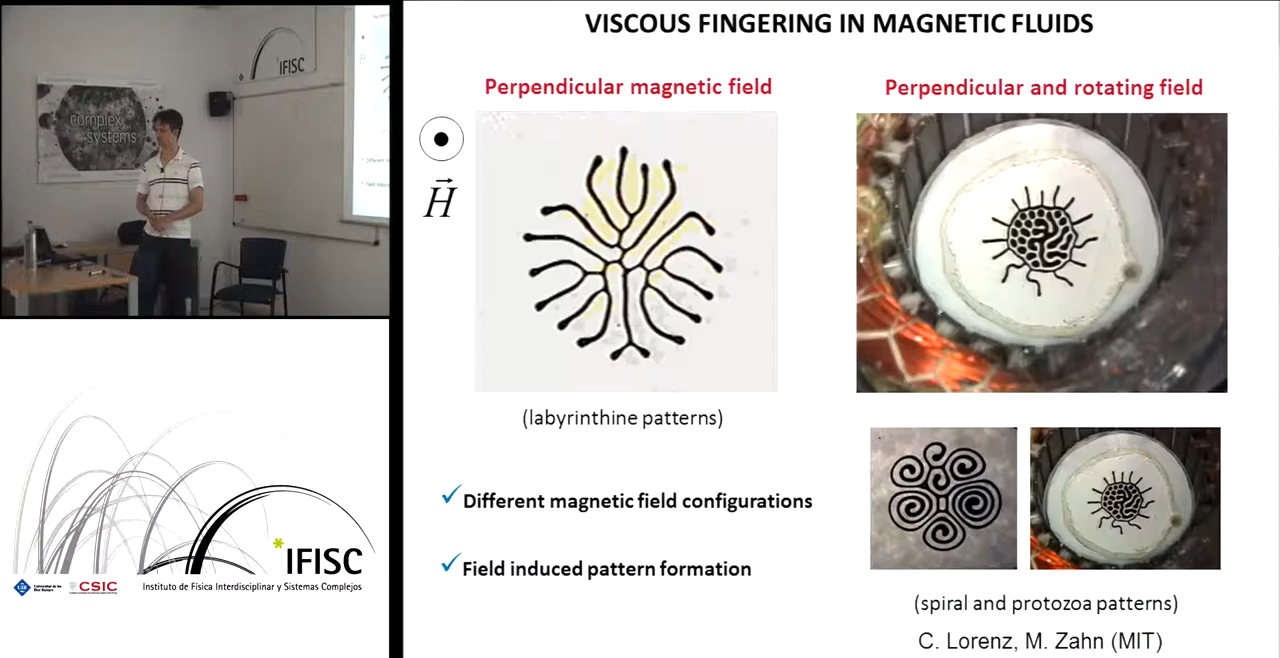 VISCOUS FINGERING IN MAGNETIC FLUIDS
Perpendicular magnetic field
Perpendicular and rotating field
H
(labyrinthine patterns)
✓Different magnetic field configurations
✓Field induced pattern formation
(spiral and protozoa patterns)
C. Lorenz, M. Zahn (MIT)
IFISC
complex
systems
*IFISC
CSIC
Instituto de Física Interdisciplinar y Sistemas Complejos